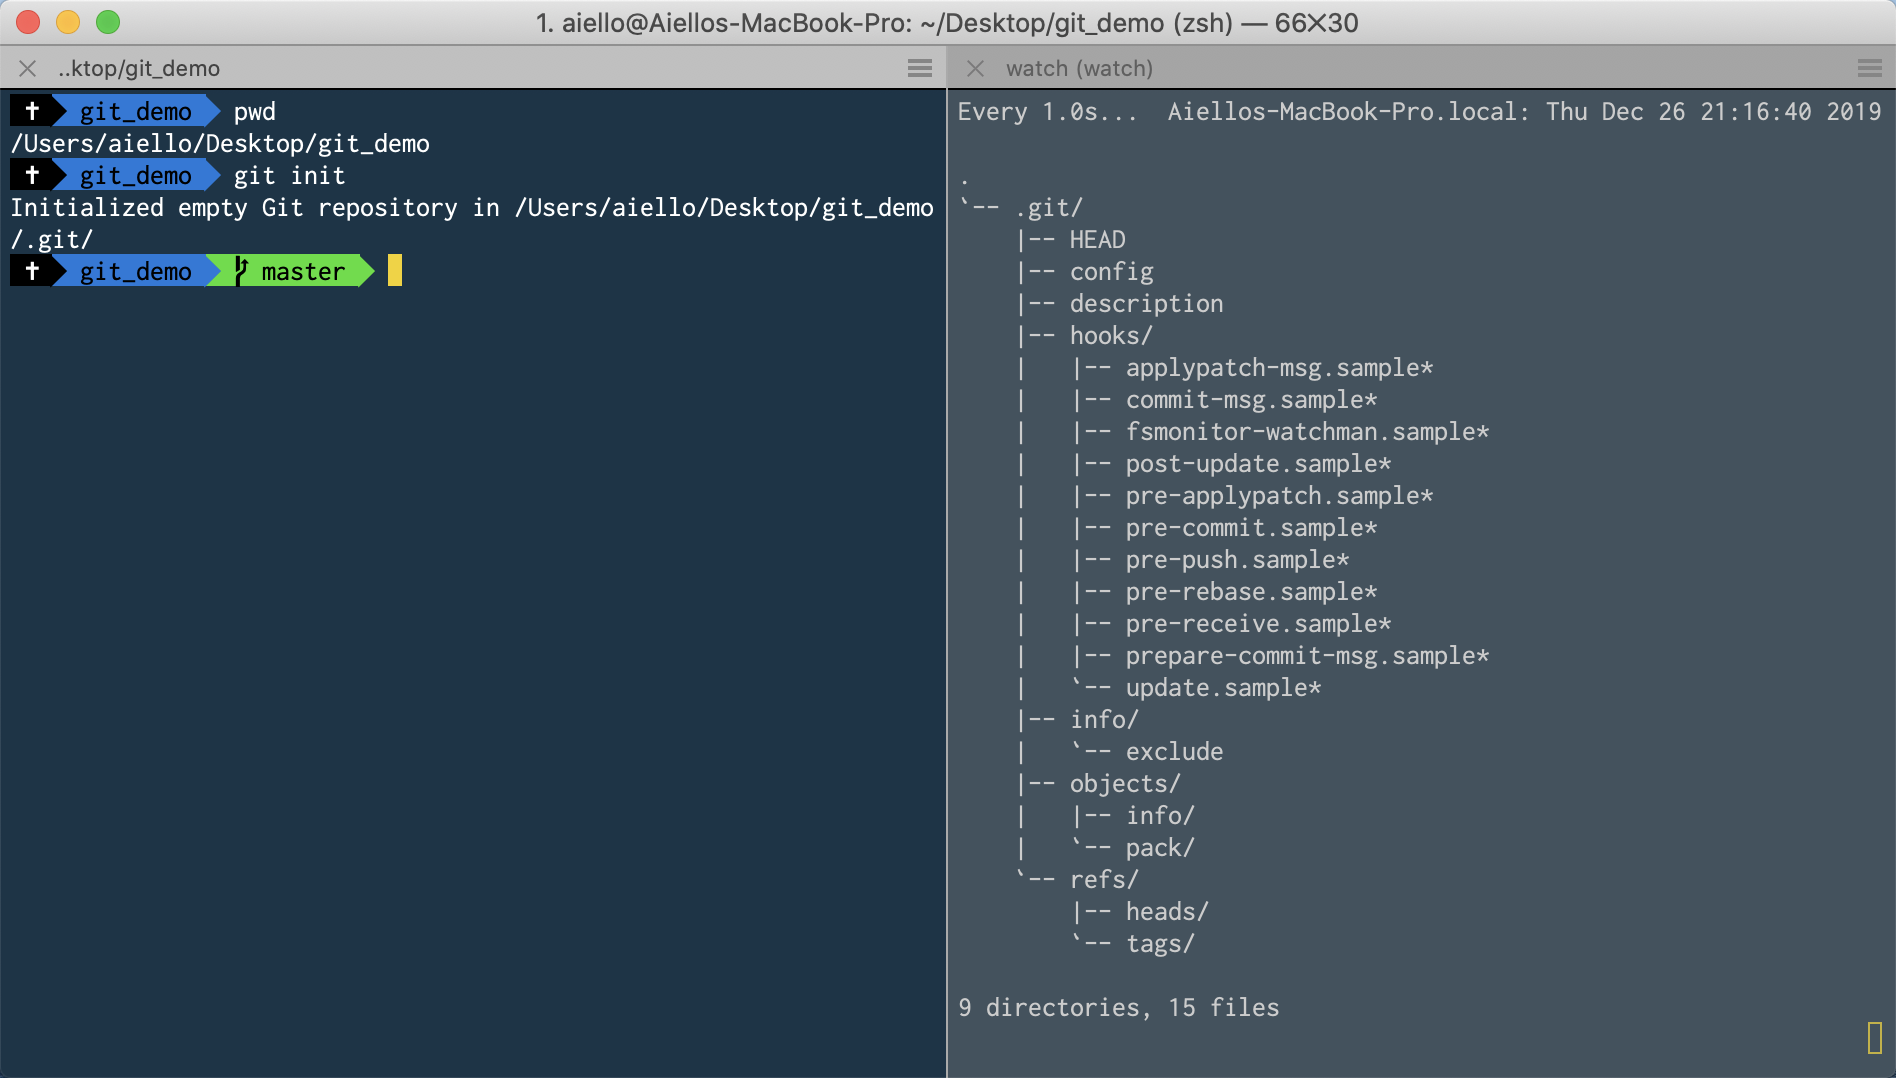 1. aiello@Aiellos-MacBook-Pro: ~/Desktop/git_demo (zsh) — 66✕30
..ktop/git_demo
✝ git_demo pwd
/Users/aiello/Desktop/git_demo
✝ git_demo git init
Initialized empty Git repository in /Users/aiello/Desktop/git_demo
/.git/
✝ git_demo master
watch (watch)
Every 1.0s...  Aiellos-MacBook-Pro.local: Thu Dec 26 21:16:40 2019
.
`-- .git/
    |-- HEAD
    |-- config
    |-- description
    |-- hooks/
    |   |-- applypatch-msg.sample*
    |   |-- commit-msg.sample*
    |   |-- fsmonitor-watchman.sample*
    |   |-- post-update.sample*
    |   |-- pre-applypatch.sample*
    |   |-- pre-commit.sample*
    |   |-- pre-push.sample*
    |   |-- pre-rebase.sample*
    |   |-- pre-receive.sample*
    |   |-- prepare-commit-msg.sample*
    |   `-- update.sample*
    |-- info/
    |   `-- exclude
    |-- objects/
    |   |-- info/
    |   `-- pack/
    `-- refs/
        |-- heads/
        `-- tags/
9 directories, 15 files